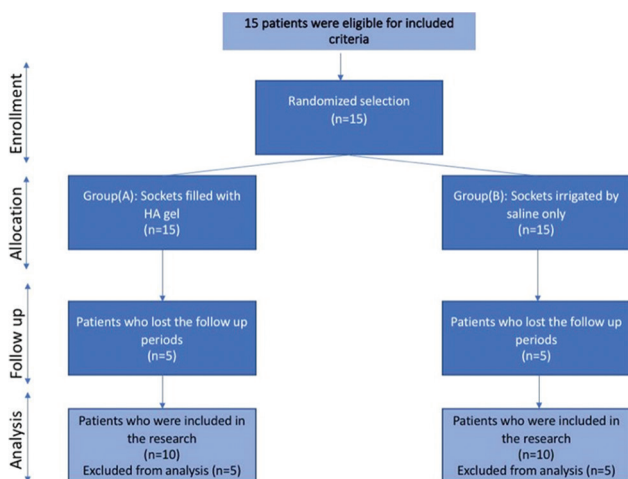 15 patients were eligible for included
criteria
Enrollment
Randomized selection
(n=15)
Allocation
Group(A): Sockets filled with
HA gel
(n=15)
Group(B): Sockets irrigated by
saline only
(n=15)
Follow up
Patients who lost the follow up
periods
(n=5)
Patients who lost the follow up
periods
(n=5)
Analysis
Patients who were included in
the research
(n=10)
Excluded from analysis (n=5)
Patients who were included in
the research
(n=10)
Excluded from analysis (n=5)